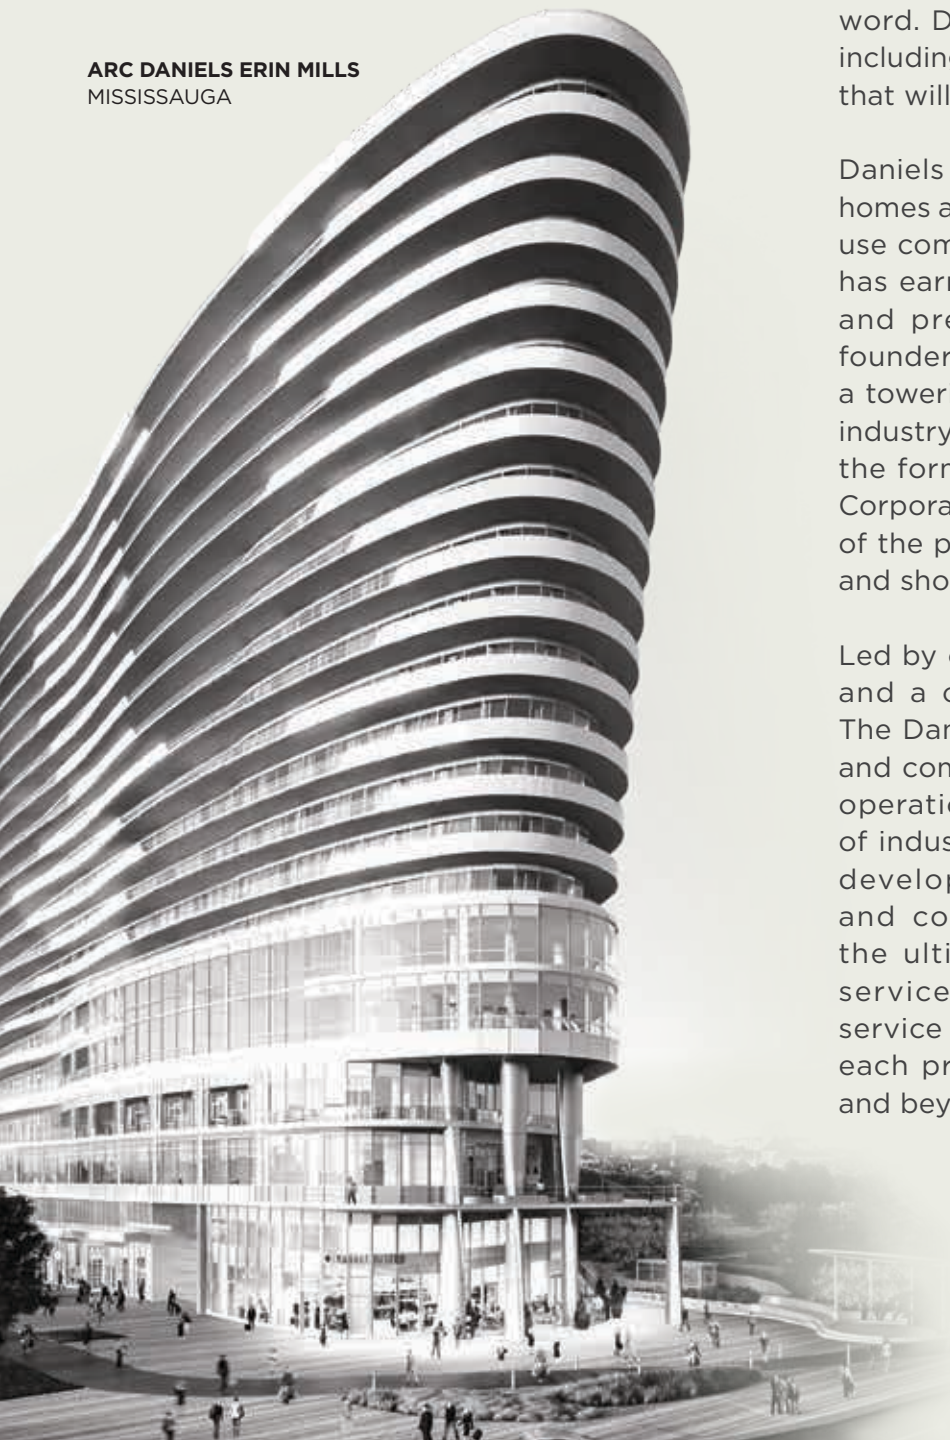 ARC DANIELS ERIN MILLS
MISSISSAUGA
word. D
including
that will
Daniels
homes a
use com
has earn
and pre
founder
a tower
industry
the form
Corpora
of the p
and sho
Led by
and a
The Dan
and con
operatio
of indus
develop
and co
the ulti
service
service
each pr
and bey